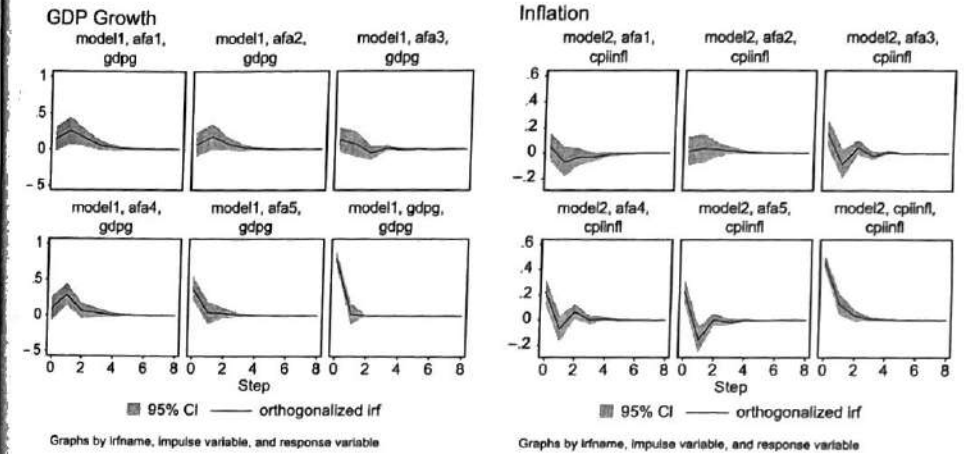 GDP Growth
model1, afa1, gdpg
model1, afa2, gdpg
model1, afa3, gdpg
1
.5
0
-5
model1, afa4, gdpg
model1, afa5, gdpg
model1, gdpg, gdpg
1
.5
0
-5
0 2 4 6 8
0 2 4 6 8
0 2 4 6 8
Step
95% CI
orthogonalized irf
Graphs by irfname, impulse variable, and response variable
Inflation
model2, afa1, cpiinfl
model2, afa2, cpiinfl
model2, afa3, cpiinfl
.6
.4
.2
0
-.2
model2, afa4, cpiinfl
model2, afa5, cpiinfl
model2, cpiinfl, cpiinfl
.6
.4
.2
0
-.2
0 2 4 6 8
0 2 4 6 8
0 2 4 6 8
Step
95% CI
orthogonalized irf
Graphs by irfname, impulse variable, and response variable